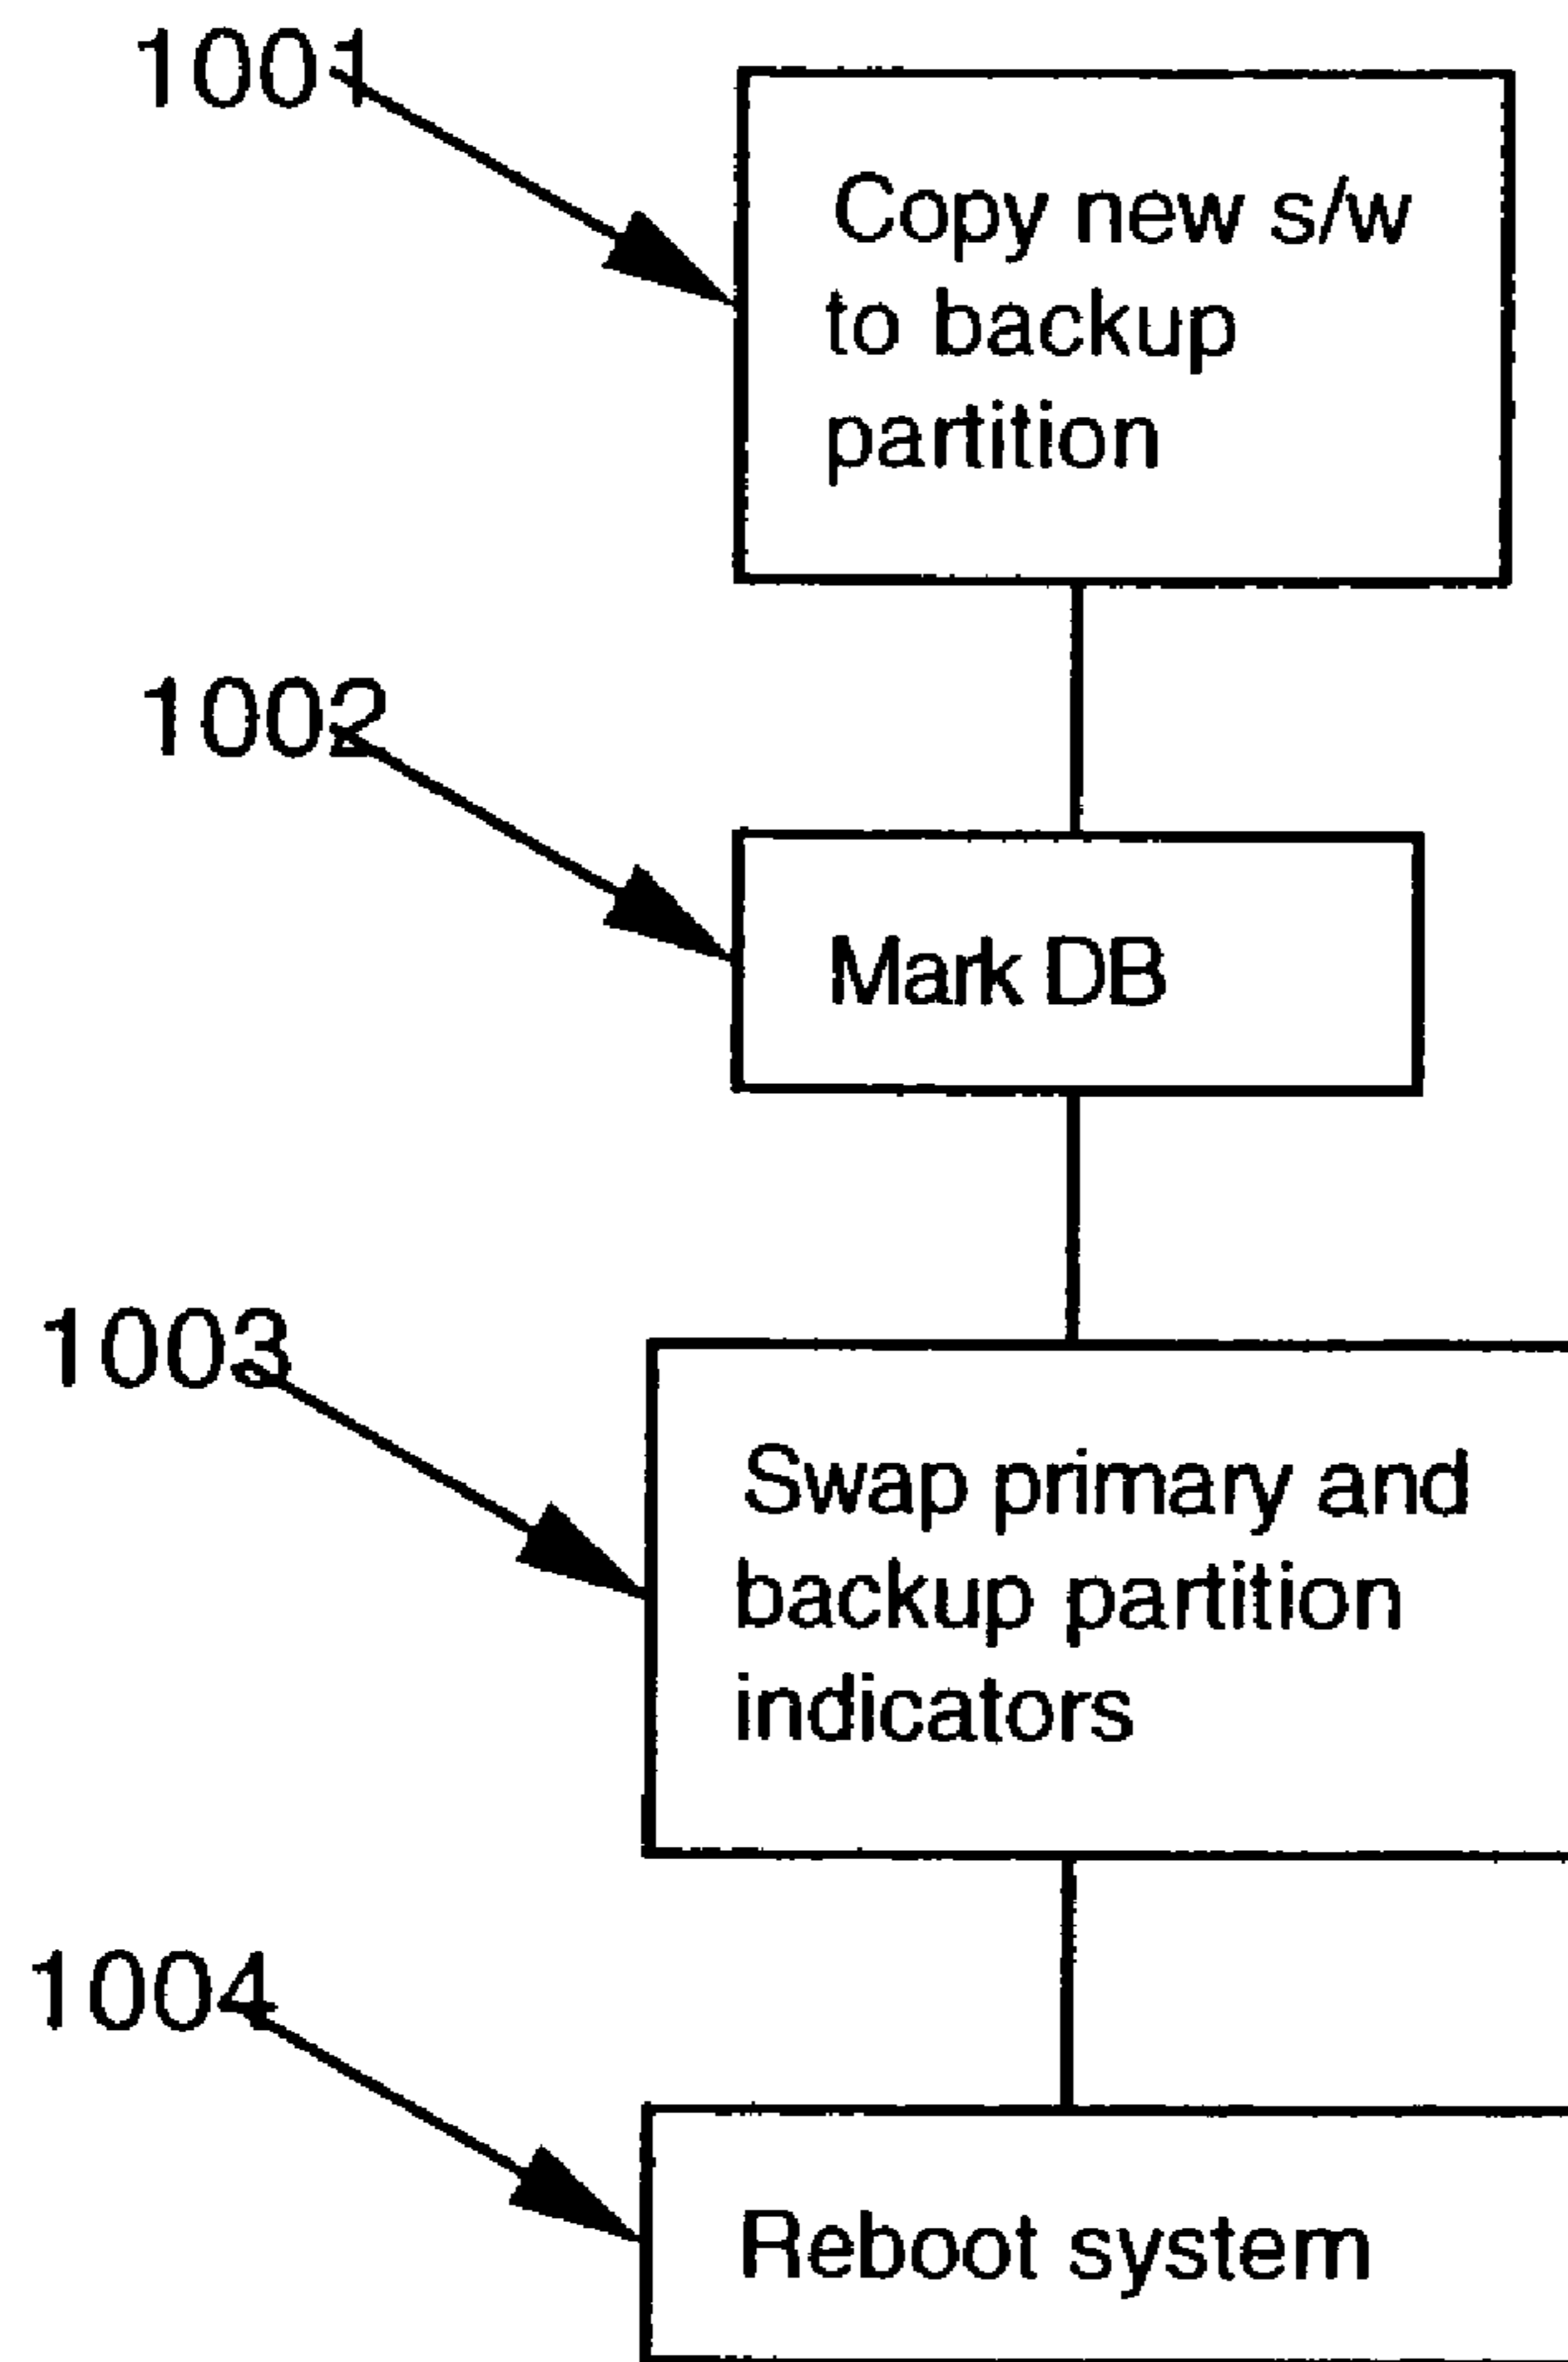 1001
Copy new s/w
to backup
partition
1002
Mark DB
1003
Swap primary and
backup partition
indicators
1004
Reboot system